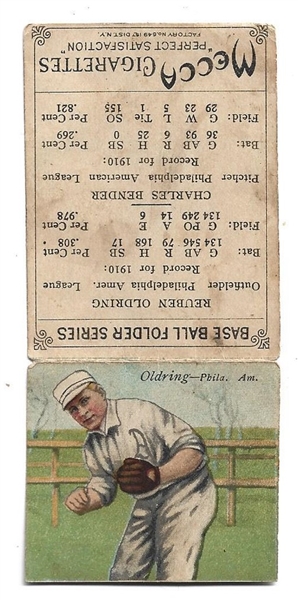 BASE BALL FOLDER SERIES
REUBEN OLDRING
Outfielder Philadelphia Amer. League
Record for 1910:
Bat: G AB R H SB Per Cent
134 546 79 168 17 .308
Field: G PO A E Per Cent
134 249 14 6 .978
CHARLES BENDER
Pitcher Philadelphia American League
Record for 1910:
Bat: G AB R H SB Per Cent
36 93 6 25 0 .269
Field: G W L Tie SO Per Cent
29 23 5 1 155 .821
MECCA CIGARETTES
"PERFECT SATISFACTION"
FACTORY No. 649 1ST DIST. N.Y.
Oldring—Phila. Am.